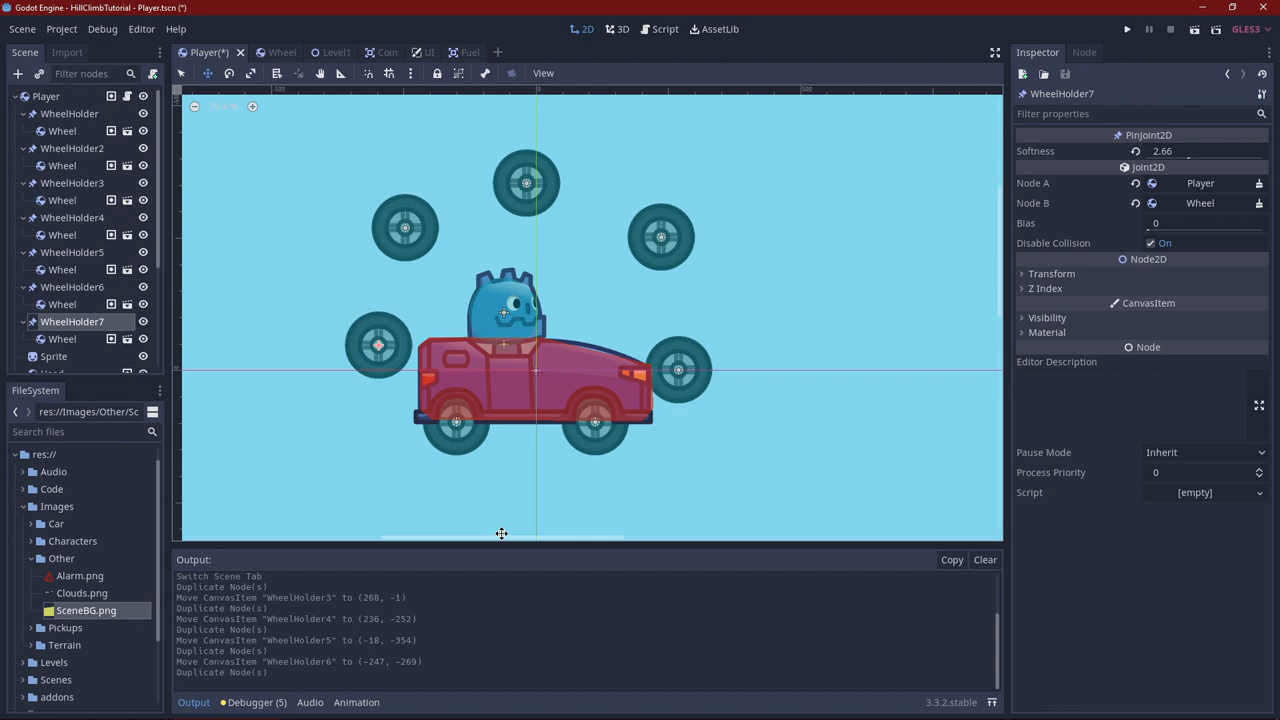 Godot Engine - HillClimbTutorial - Player.tscn (*)
Scene Project Debug Editor Help
2D 3D Script AssetLib
GLES3
Scene Import
Player(*) Wheel Level1 Coin UI Fuel
Inspector Node
Filter nodes
View
Player
WheelHolder
Wheel
WheelHolder2
Wheel
WheelHolder3
Wheel
WheelHolder4
Wheel
WheelHolder5
Wheel
WheelHolder6
Wheel
WheelHolder7
Wheel
Sprite
-500 0 500
FileSystem
res://Images/Other/Sc
Search files
res://
Audio
Code
Images
Car
Characters
Other
Alarm.png
Clouds.png
SceneBG.png
Pickups
Terrain
Levels
Scenes
addons
Output:
Copy Clear
Switch Scene Tab
Duplicate Node(s)
Move CanvasItem "WheelHolder3" to (268, -1)
Duplicate Node(s)
Move CanvasItem "WheelHolder4" to (236, -252)
Duplicate Node(s)
Move CanvasItem "WheelHolder5" to (-18, -354)
Duplicate Node(s)
Move CanvasItem "WheelHolder6" to (-247, -269)
Duplicate Node(s)
Output Debugger (5) Audio Animation
3.3.2.stable
WheelHolder7
Filter properties
PinJoint2D
Softness 2.66
Joint2D
Node A Player
Node B Wheel
Bias 0
Disable Collision On
Node2D
Transform
Z Index
CanvasItem
Visibility
Material
Node
Editor Description
Pause Mode Inherit
Process Priority 0
Script [empty]